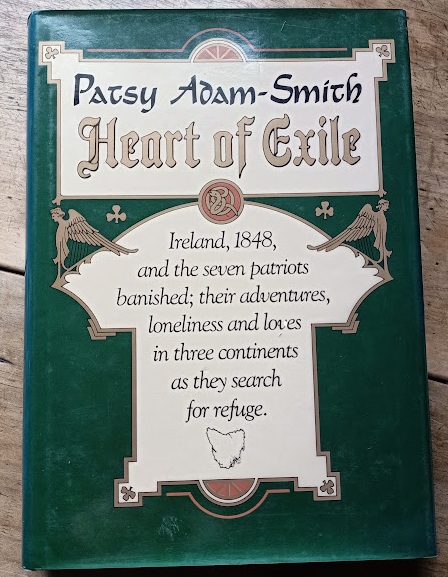 Patsy Adam-Smith
Heart of Exile
Ireland, 1848,
and the seven patriots
banished; their adventures,
loneliness and loves
in three continents
as they search
for refuge.